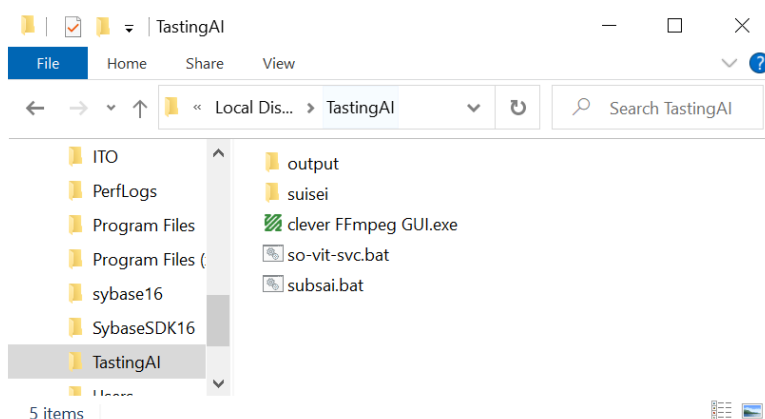 TastingAI
File Home Share View
« Local Dis... TastingAI Search TastingAI
ITO
PerfLogs
Program Files
Program Files (
sybase16
SybaseSDK16
TastingAI
Users
output
suisei
clever FFmpeg GUI.exe
so-vit-svc.bat
subsai.bat
5 items